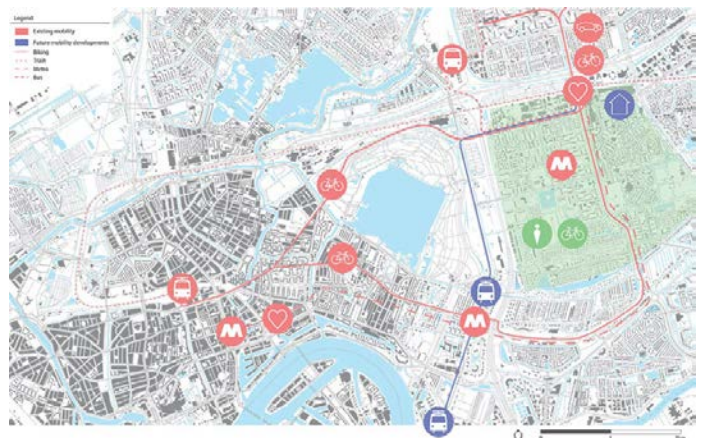 Legend
Existing mobility
Future mobility developments
Biking
Train
Metro
Bus
M
M
M